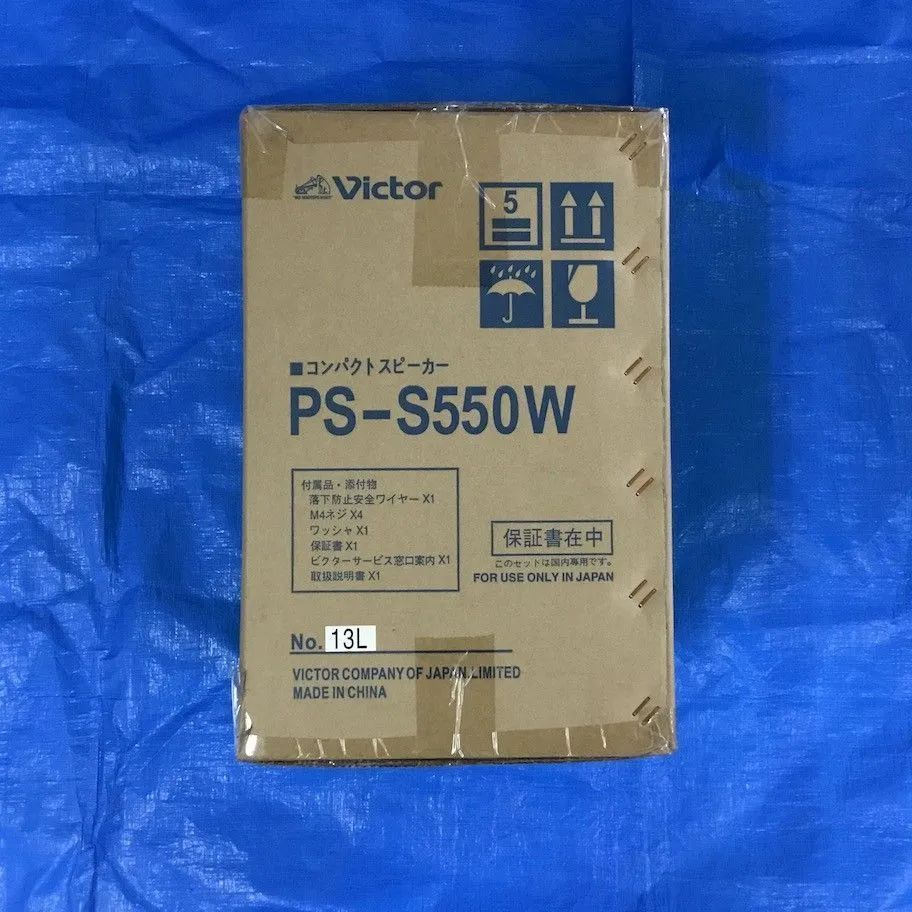 Victor
5
■コンパクトスピーカー
PS-S550W
付属品・添付物
落下防止安全ワイヤー X1
M4ネジ X4
ワッシャ X1
保証書 X1
ビクターサービス窓口案内 X1
取扱説明書 X1
保証書在中
このセットは国内専用です。
FOR USE ONLY IN JAPAN
No. 13L
VICTOR COMPANY OF JAPAN, LIMITED
MADE IN CHINA